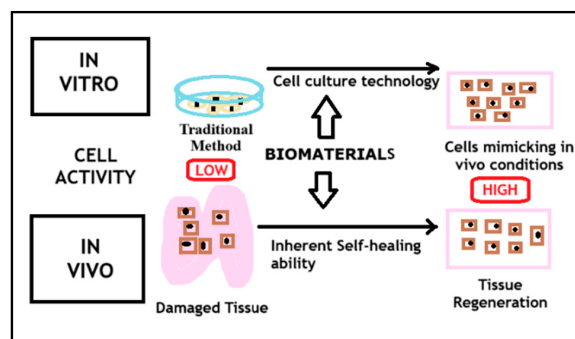 IN
VITRO
Cell culture technology
Traditional
Method
BIOMATERIALS
Cells mimicking in
vivo conditions
CELL
ACTIVITY
LOW
HIGH
IN
VIVO
Inherent Self-healing
ability
Damaged Tissue
Tissue
Regeneration